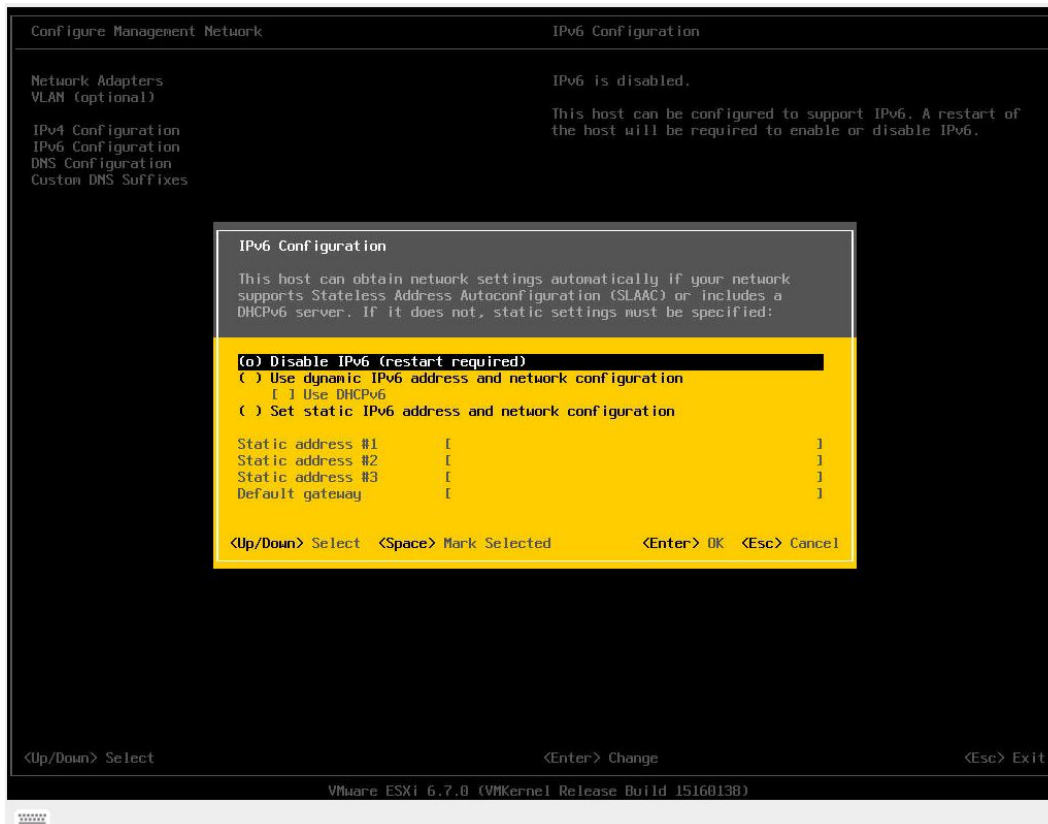 Configure Management Network
IPv6 Configuration
Network Adapters
VLAN (optional)
IPv4 Configuration
IPv6 Configuration
DNS Configuration
Custom DNS Suffixes
IPv6 is disabled.
This host can be configured to support IPv6. A restart of
the host will be required to enable or disable IPv6.
IPv6 Configuration
This host can obtain network settings automatically if your network
supports Stateless Address Autoconfiguration (SLAAC) or includes a
DHCPv6 server. If it does not, static settings must be specified:
(o) Disable IPv6 (restart required)
( ) Use dynamic IPv6 address and network configuration
[ ] Use DHCPv6
( ) Set static IPv6 address and network configuration
Static address #1 [ ]
Static address #2 [ ]
Static address #3 [ ]
Default gateway [ ]
<Up/Down> Select <Space> Mark Selected <Enter> OK <Esc> Cancel
<Up/Down> Select <Enter> Change <Esc> Exit
VMware ESXi 6.7.0 (VMKernel Release Build 15160138)